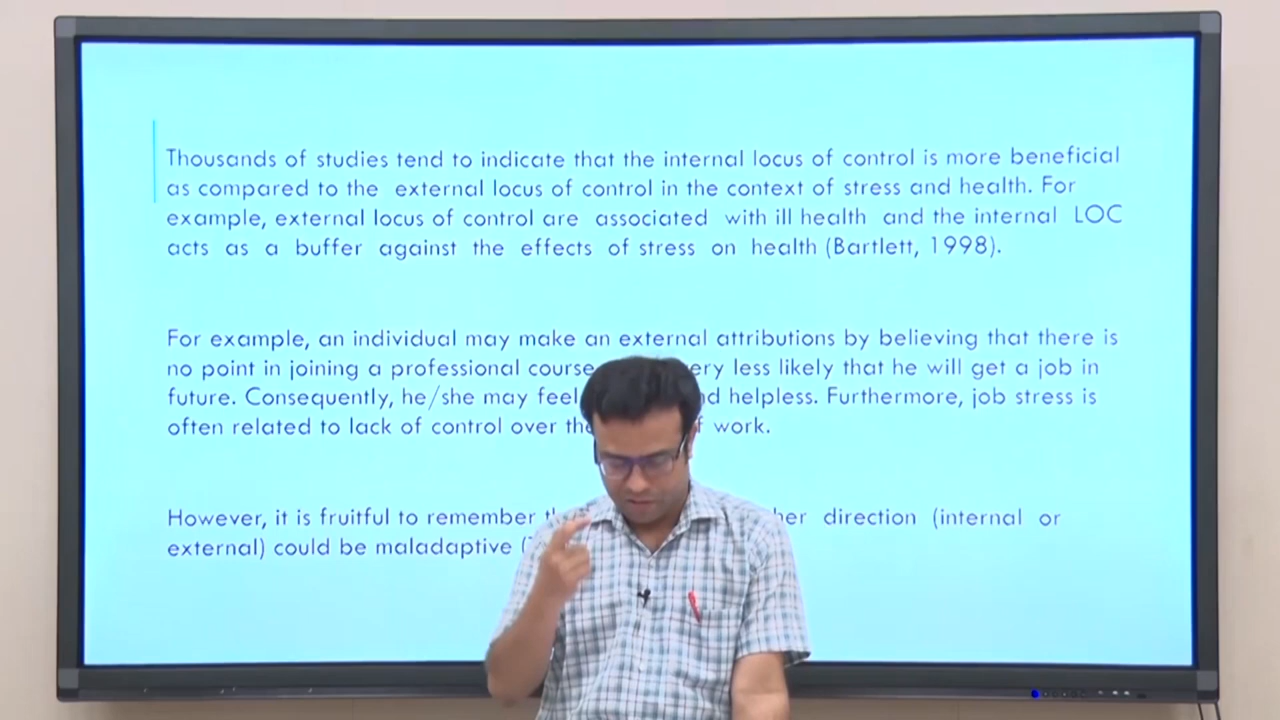 Thousands of studies tend to indicate that the internal locus of control is more beneficial
as compared to the external locus of control in the context of stress and health. For
example, external locus of control are associated with ill health and the internal LOC
acts as a buffer against the effects of stress on health (Bartlett, 1998).
For example, an individual may make an external attributions by believing that there is
no point in joining a professional course less likely that he will get a job in
future. Consequently, he/she may feel helpless. Furthermore, job stress is
often related to lack of control over work.
However, it is fruitful to remember direction (internal or
external) could be maladaptive